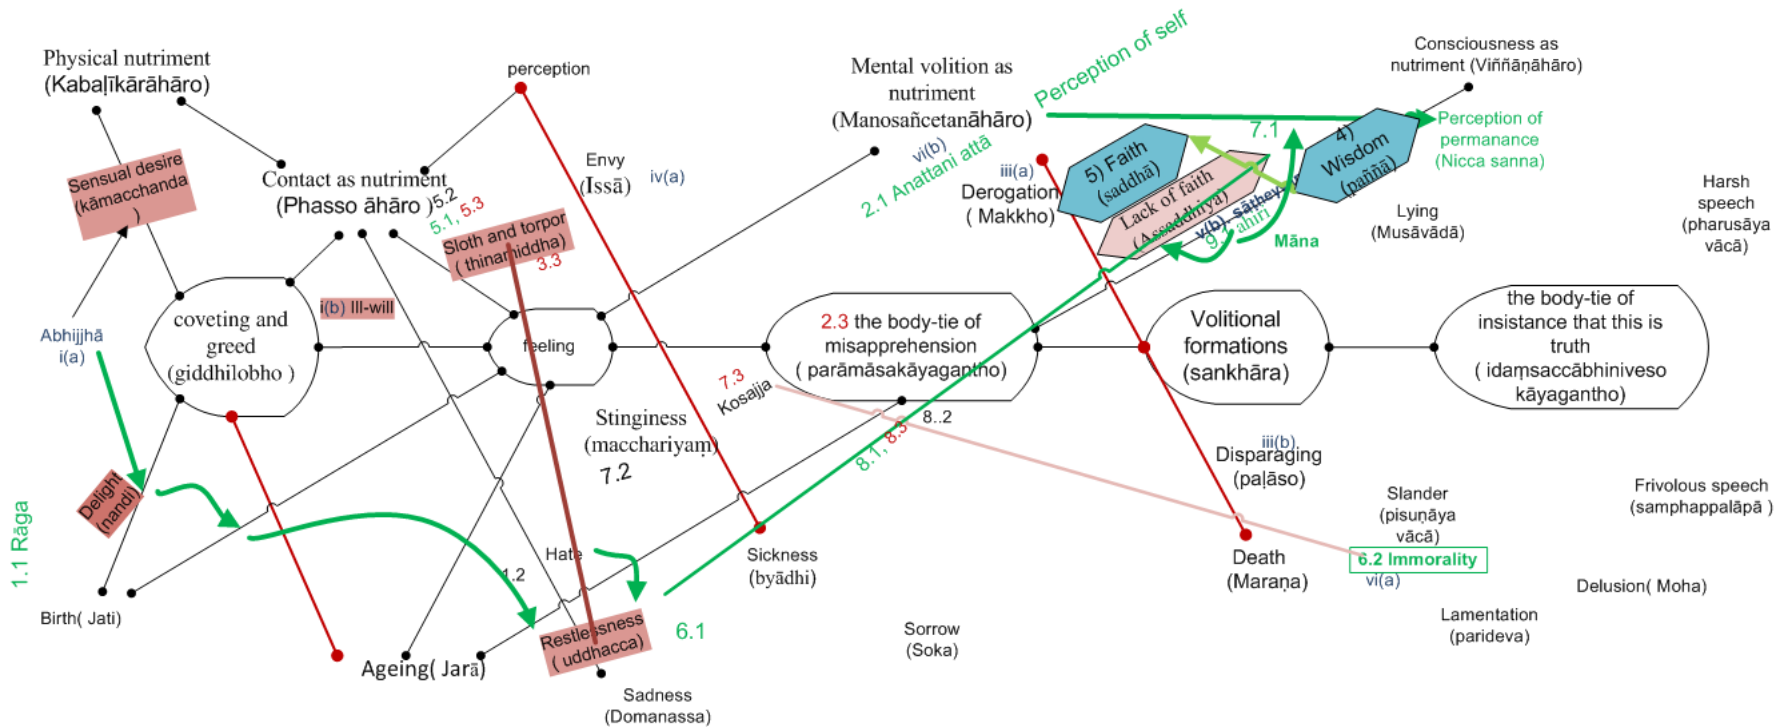 Physical nutriment
(Kabaḷīkārāhāro)
perception
Mental volition as
nutriment
(Manosañcetanāhāro)
Perception of self
Consciousness as
nutriment (Viññāṇāhāro)
Perception of
permanance
(Nicca sanna)
7.1
4)
Wisdom
(paññā)
5) Faith
(saddhā)
Lack of faith
(Assaddhiya)
v(b),
9.1 ahiri
Māna
vi(b)
2.1 Anattani attā
iii(a)
Derogation
( Makkho)
Envy
(Issā)
iv(a)
Sensual desire
(kāmacchanda
)
Contact as nutriment
(Phasso āhāro )
5.2
5.1, 5.3
Sloth and torpor
( thinamiddha)
3.3
Lying
(Musāvādā)
Harsh
speech
(pharusāya
vācā)
Abhijjhā
i(a)
coveting and
greed
(giddhilobho )
i(b) Ill-will
feeling
2.3 the body-tie of
misapprehension
( parāmāsakāyagantho)
Volitional
formations
(sankhāra)
the body-tie of
insistance that this is
truth
( idaṃsaccābhiniveso
kāyagantho)
7.3
Kosajja
Stinginess
(macchariyaṃ)
7.2
8..2
8.1, 8.3
iii(b)
Disparaging
(paḷāso)
Slander
(pisuṇāya
vācā)
Frivolous speech
(samphappalāpā )
Delight
(nandi)
1.1 Rāga
Hate
1.2
Sickness
(byādhi)
Death
(Maraṇa)
6.2 Immorality
vi(a)
Delusion( Moha)
Birth( Jati)
Restlessness
( uddhacca)
6.1
Lamentation
(parideva)
Sorrow
(Soka)
Ageing( Jarā)
Sadness
(Domanassa)